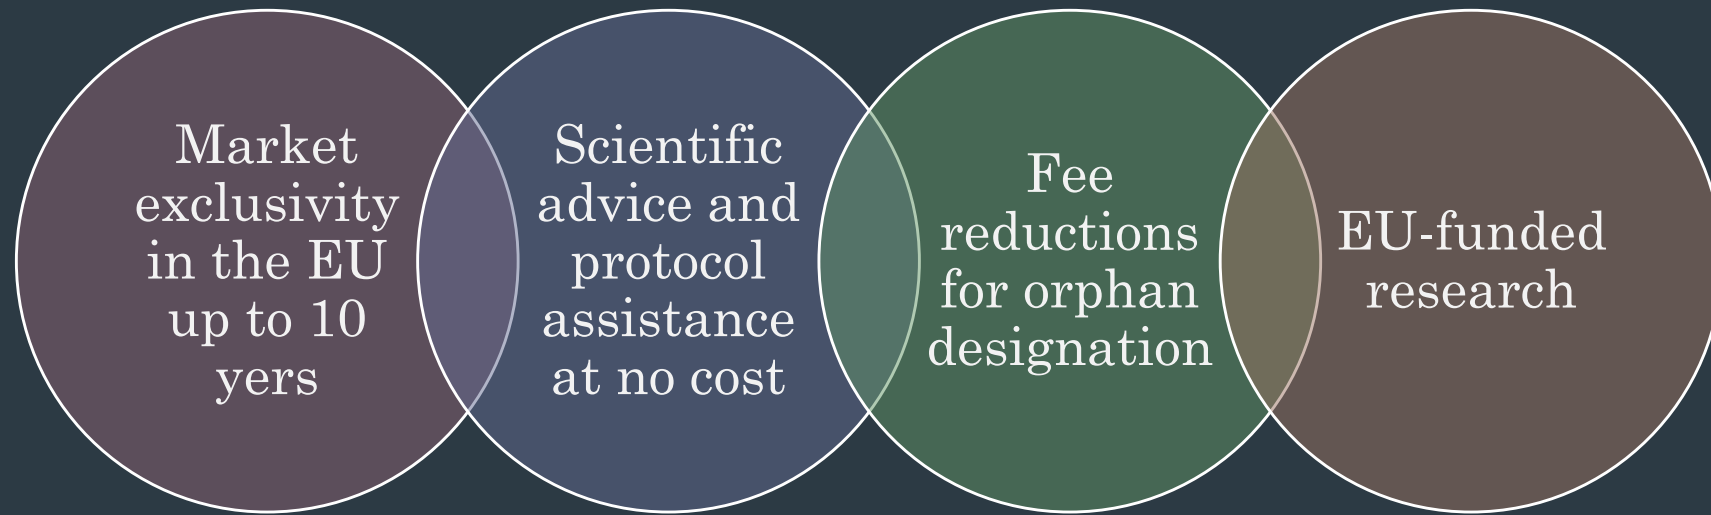 Market
exclusivity
in the EU
up to 10
yers
Scientific
advice and
protocol
assistance
at no cost
Fee
reductions
for orphan
designation
EU-funded
research